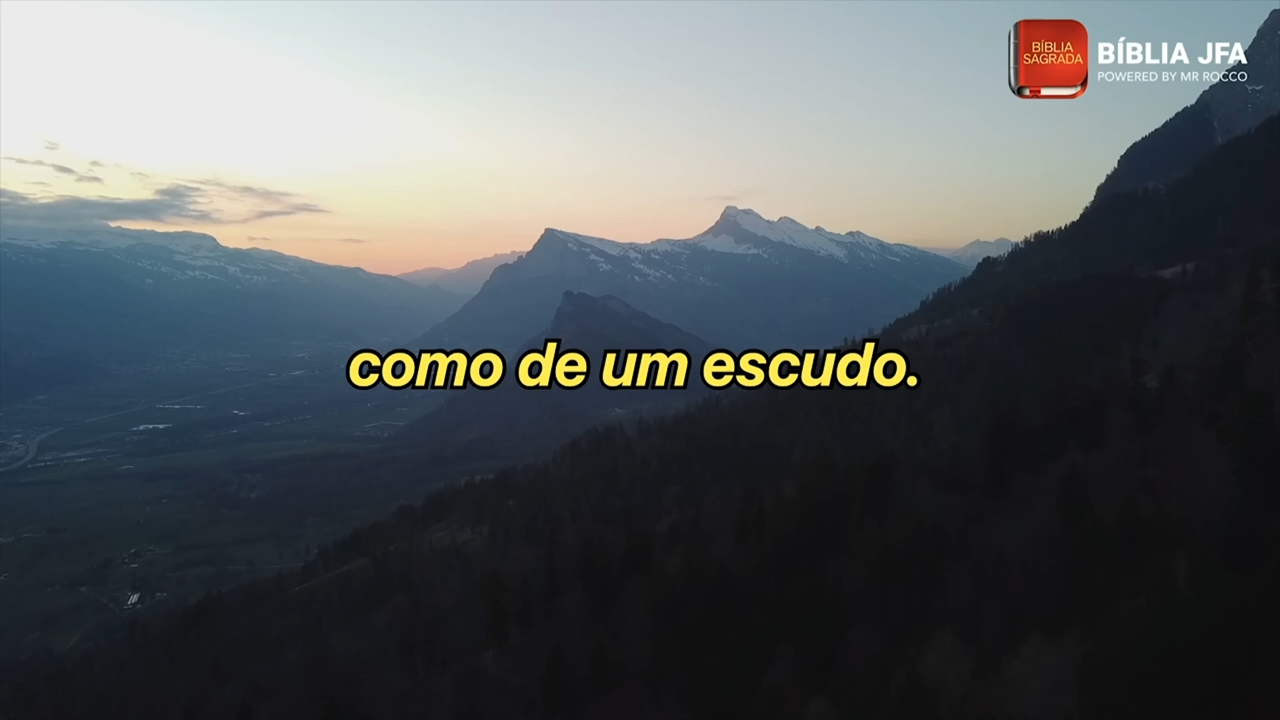 BÍBLIA
SAGRADA
BÍBLIA JFA
POWERED BY MR ROCCO
como de um escudo.